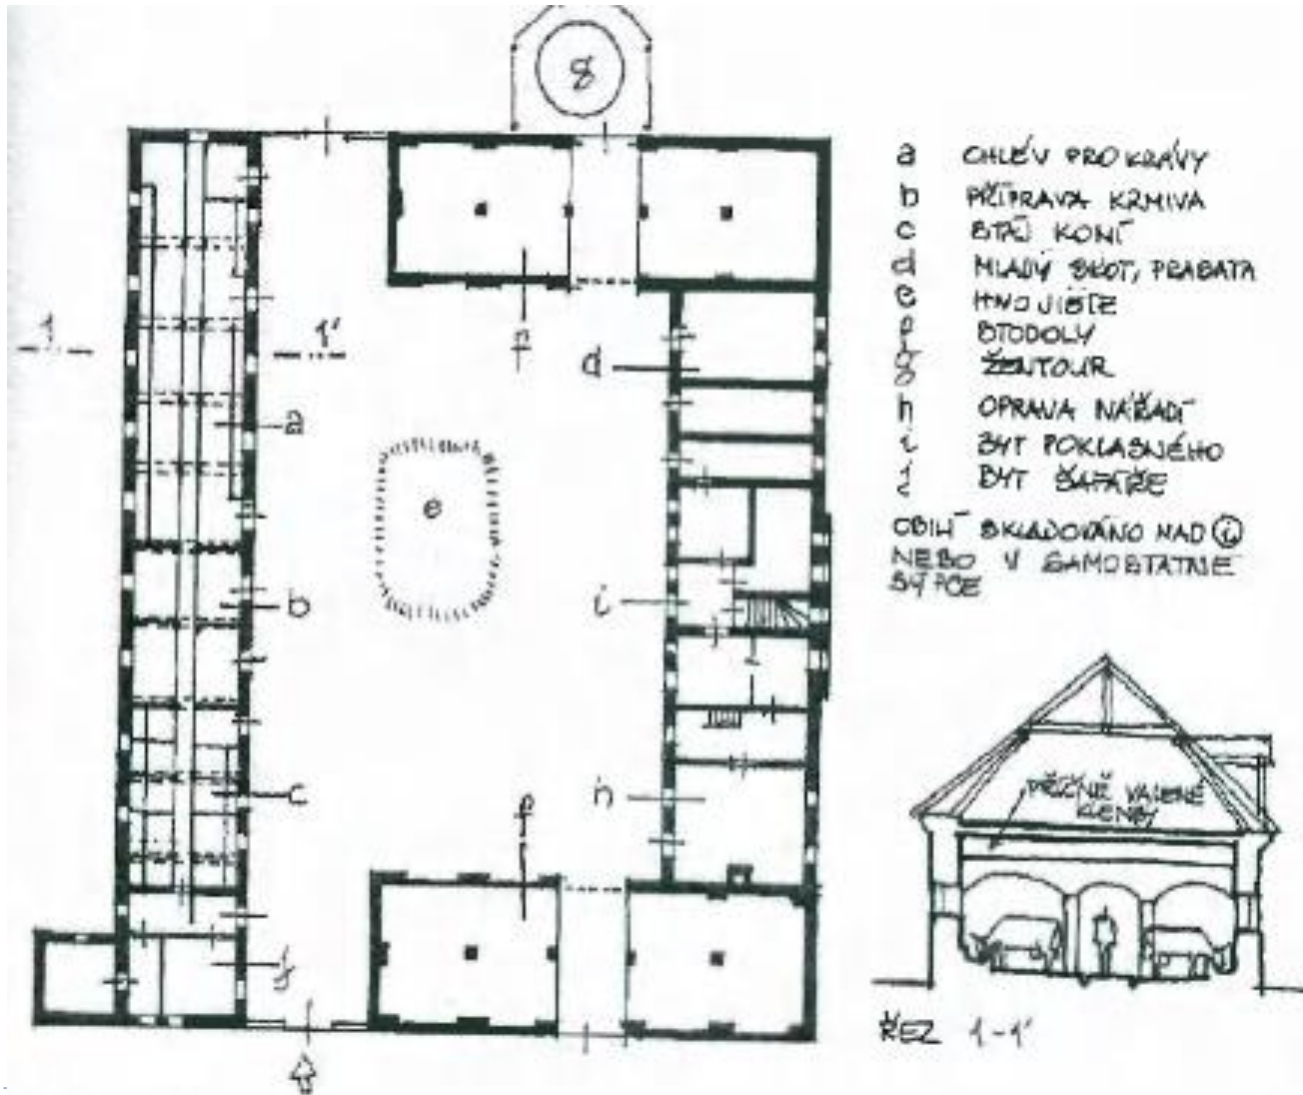 g
a CHLÉV PRO KRÁVY
b PŘÍPRAVA KRMIVA
c STÁJ KONÍ
d MLADÝ SKOT, PRASATA
e HNOJIŠTĚ
f STODOLY
g ŽENTOUR
h OPRAVA NÁŘADÍ
i BYT POKLASNÉHO
j BYT ŠAFÁŘE
OBILÍ SKLADOVÁNO NAD i
NEBO V SAMOSTATNÉ
SÝPCE
1
1'
f
d
a
e
b
i
c
f
h
j
PŘÍČNĚ VALENÉ
KLENBY
ŘEZ 1-1'